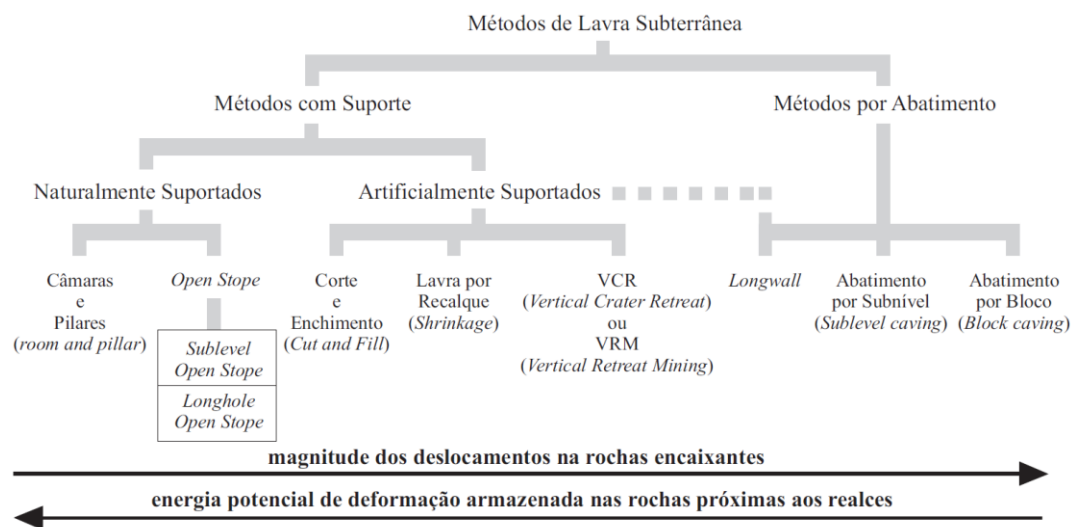 Métodos de Lavra Subterrânea
Métodos com Suporte
Métodos por Abatimento
Naturalmente Suportados
Artificialmente Suportados
Câmaras
e
Pilares
(room and pillar)
Open Stope
Sublevel
Open Stope
Longhole
Open Stope
Corte
e
Enchimento
(Cut and Fill)
Lavra por
Recalque
(Shrinkage)
VCR
(Vertical Crater Retreat)
ou
VRM
(Vertical Retreat Mining)
Longwall
Abatimento
por Subnível
(Sublevel caving)
Abatimento
por Bloco
(Block caving)
magnitude dos deslocamentos na rochas encaixantes
energia potencial de deformação armazenada nas rochas próximas aos realces